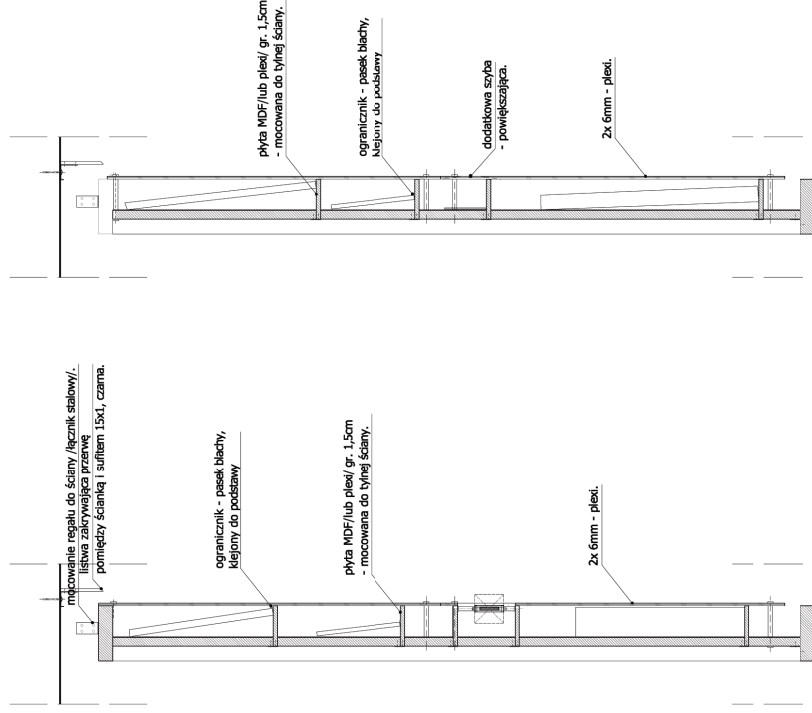 płyta MDF/lub plexi/ gr. 1,5cm
- mocowana do tylnej ściany.
ogranicznik - pasek blachy,
klejony do podstawy
dodatkowa szyba
- powiększająca.
2x 6mm - plexi.
mocowanie regału do ściany /łącznik stalowy/.
listwa zakrywająca przerwę
pomiędzy ścianką i sufitem 15x1, czarna.
ogranicznik - pasek blachy,
klejony do podstawy
płyta MDF/lub plexi/ gr. 1,5cm
- mocowana do tylnej ściany.
2x 6mm - plexi.